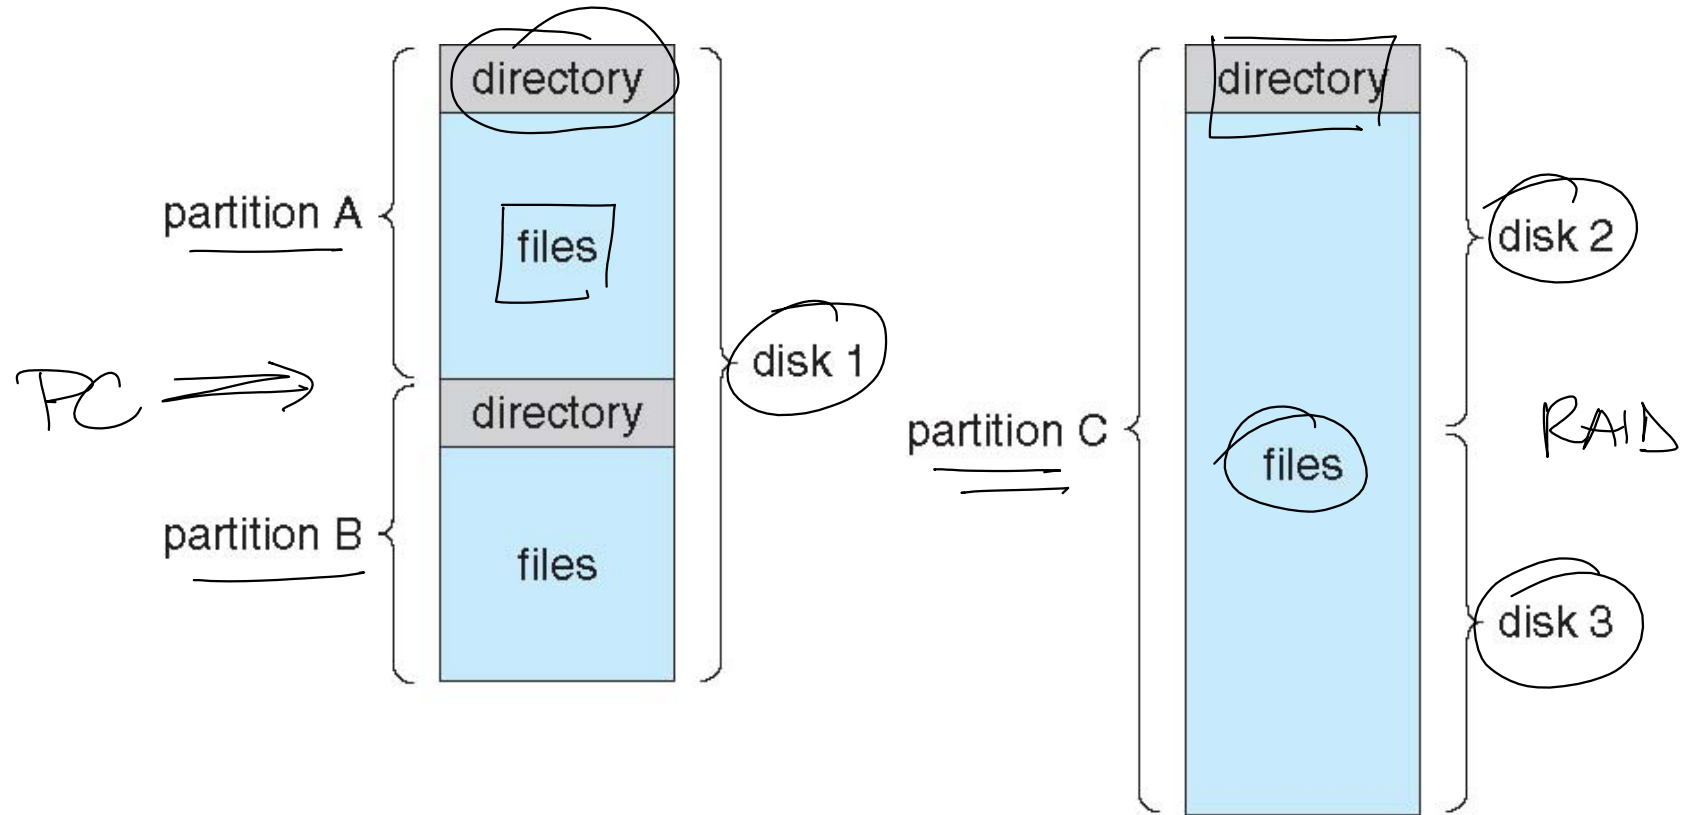 directory
partition A
files
disk 1
PC
directory
partition B
files
directory
disk 2
partition C
files
RAID
disk 3